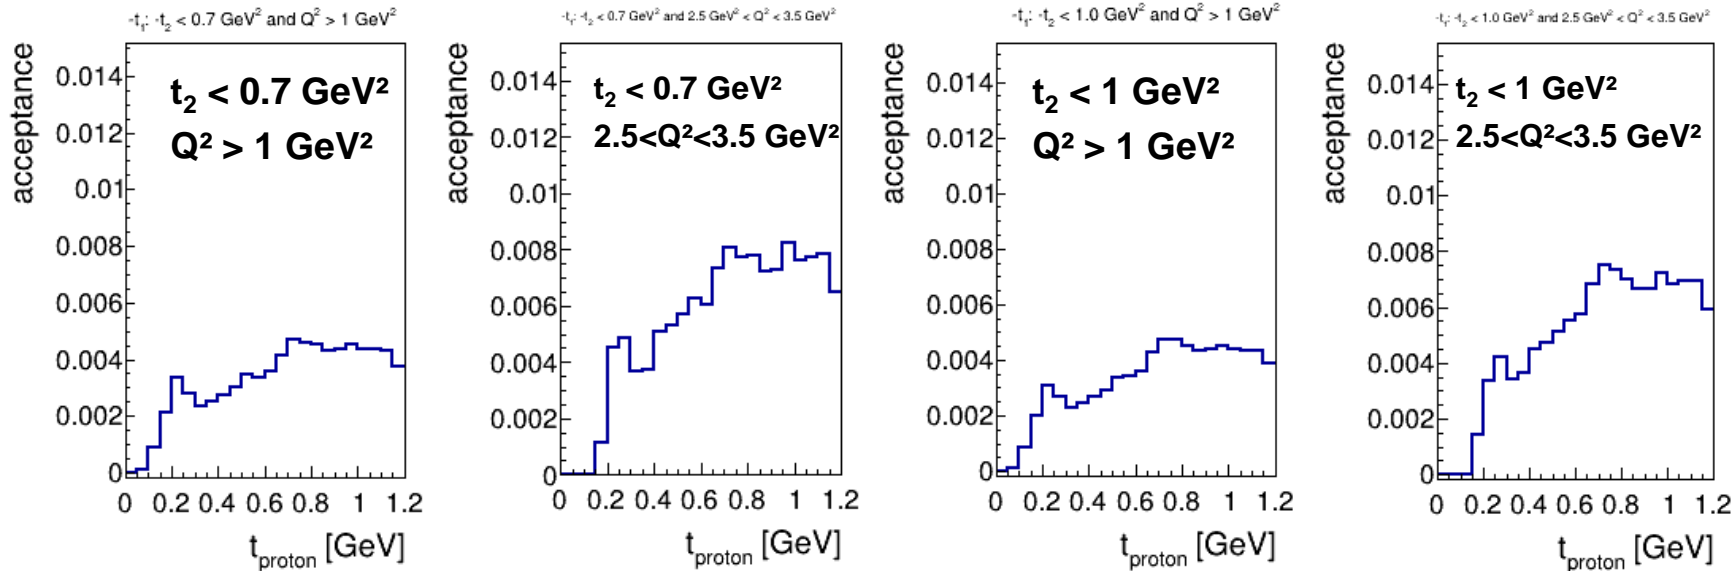 -t₁: -t₂ < 0.7 GeV² and Q² > 1 GeV²
acceptance
t₂ < 0.7 GeV²
Q² > 1 GeV²
0.014
0.012
0.01
0.008
0.006
0.004
0.002
0
0 0.2 0.4 0.6 0.8 1 1.2
t_proton [GeV]
-t₁: -t₂ < 0.7 GeV² and 2.5 GeV² < Q² < 3.5 GeV²
acceptance
t₂ < 0.7 GeV²
2.5<Q²<3.5 GeV²
0.014
0.012
0.01
0.008
0.006
0.004
0.002
0
0 0.2 0.4 0.6 0.8 1 1.2
t_proton [GeV]
-t₁: -t₂ < 1.0 GeV² and Q² > 1 GeV²
acceptance
t₂ < 1 GeV²
Q² > 1 GeV²
0.014
0.012
0.01
0.008
0.006
0.004
0.002
0
0 0.2 0.4 0.6 0.8 1 1.2
t_proton [GeV]
-t₁: -t₂ < 1.0 GeV² and 2.5 GeV² < Q² < 3.5 GeV²
acceptance
t₂ < 1 GeV²
2.5<Q²<3.5 GeV²
0.014
0.012
0.01
0.008
0.006
0.004
0.002
0
0 0.2 0.4 0.6 0.8 1 1.2
t_proton [GeV]